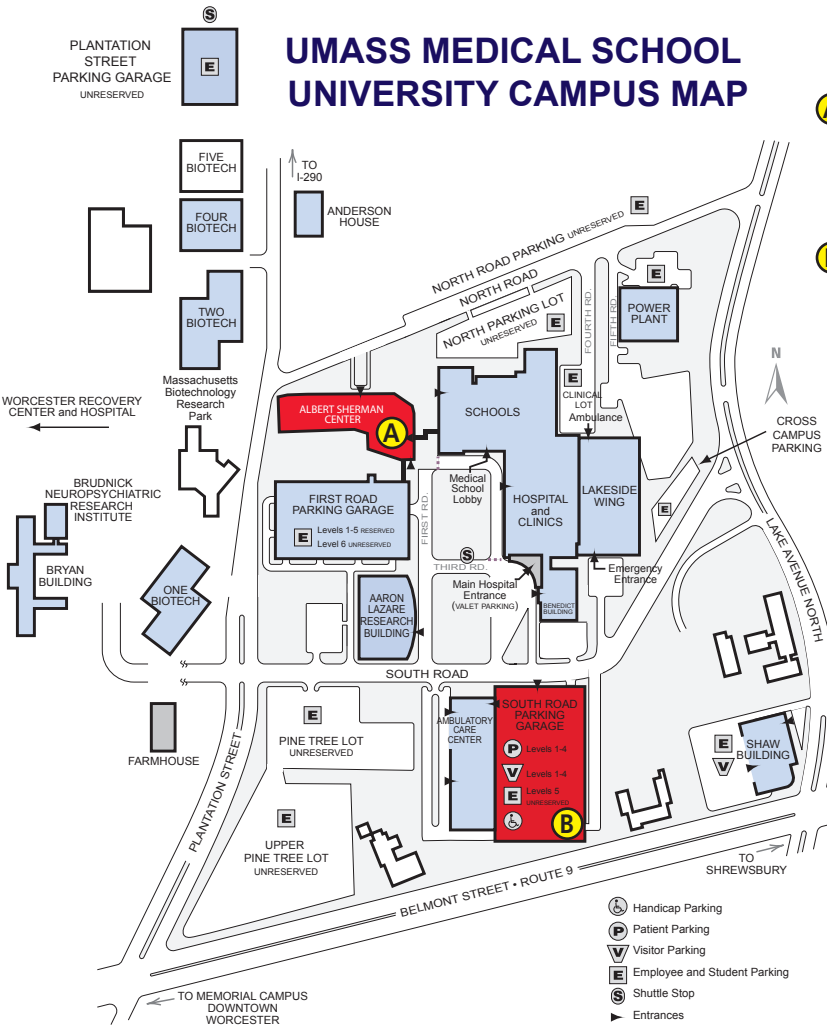 UMASS MEDICAL SCHOOL
UNIVERSITY CAMPUS MAP
S
PLANTATION
STREET
PARKING GARAGE
UNRESERVED
E
A
FIVE
BIOTECH
TO
I-290
FOUR
BIOTECH
ANDERSON
HOUSE
E
NORTH ROAD PARKING UNRESERVED
NORTH ROAD
NORTH PARKING LOT
UNRESERVED
E
FOURTH RD.
FIFTH RD.
E
POWER
PLANT
TWO
BIOTECH
Massachusetts
Biotechnology
Research
Park
N
WORCESTER RECOVERY
CENTER and HOSPITAL
ALBERT SHERMAN
CENTER
A
SCHOOLS
E
CLINICAL
LOT
Ambulance
CROSS
CAMPUS
PARKING
E
Medical
School
Lobby
HOSPITAL
and
CLINICS
LAKESIDE
WING
BRUDNICK
NEUROPSYCHIATRIC
RESEARCH
INSTITUTE
BRYAN
BUILDING
FIRST ROAD
PARKING GARAGE
E
Levels 1-5 RESERVED
Level 6 UNRESERVED
FIRST RD.
S
THIRD RD.
Main Hospital
Entrance
(VALET PARKING)
Emergency
Entrance
LAKE AVENUE NORTH
ONE
BIOTECH
AARON
LAZARE
RESEARCH
BUILDING
BENEDICT
BUILDING
SOUTH ROAD
FARMHOUSE
PLANTATION STREET
E
PINE TREE LOT
UNRESERVED
AMBULATORY
CARE
CENTER
SOUTH ROAD
PARKING
GARAGE
P Levels 1-4
V Levels 1-4
E Levels 5
UNRESERVED
B
E
V
SHAW
BUILDING
E
UPPER
PINE TREE LOT
UNRESERVED
BELMONT STREET • ROUTE 9
TO
SHREWSBURY
TO MEMORIAL CAMPUS
DOWNTOWN
WORCESTER
Handicap Parking
P Patient Parking
V Visitor Parking
E Employee and Student Parking
S Shuttle Stop
Entrances